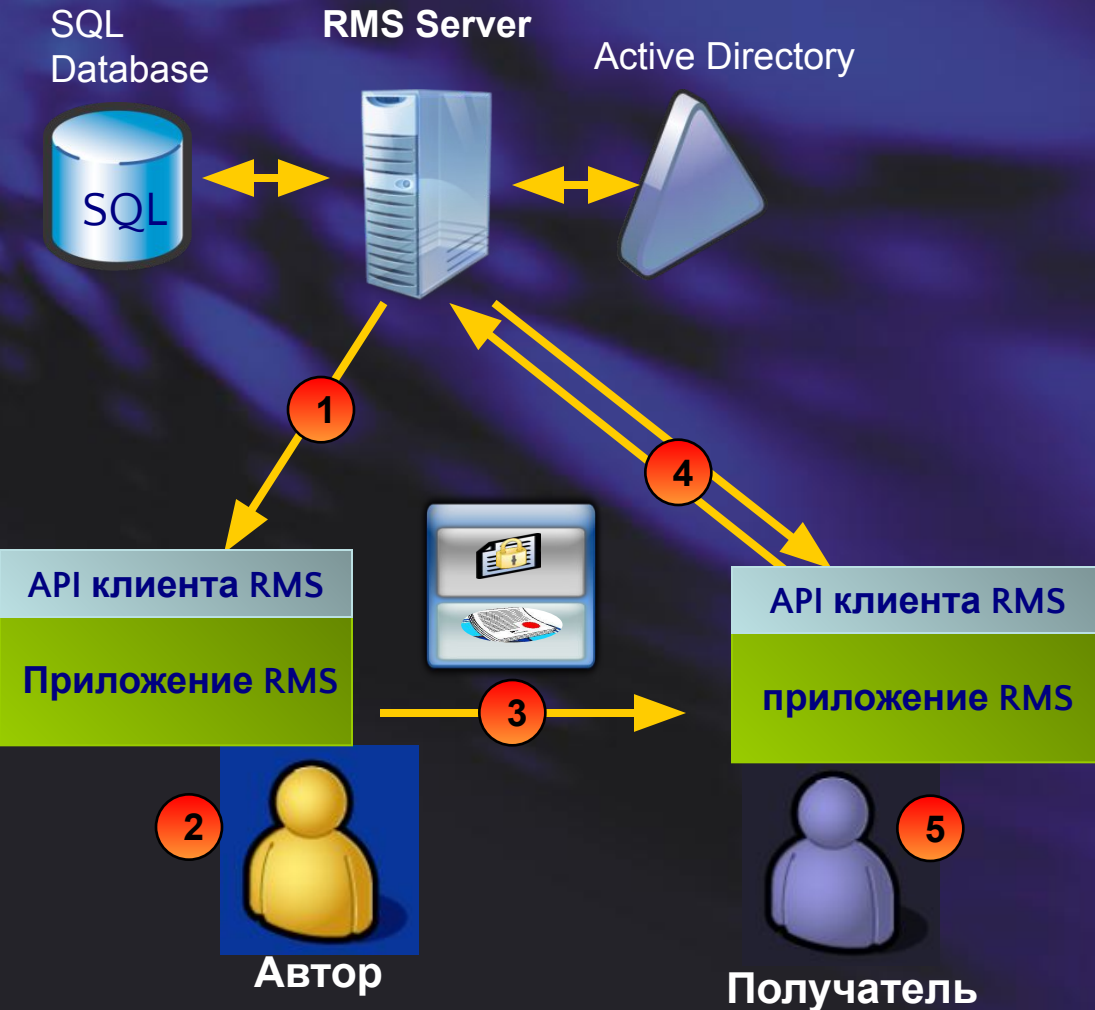 SQL
Database
RMS Server
Active Directory
SQL
1
4
API клиента RMS
Приложение RMS
API клиента RMS
приложение RMS
3
2
5
Автор
Получатель